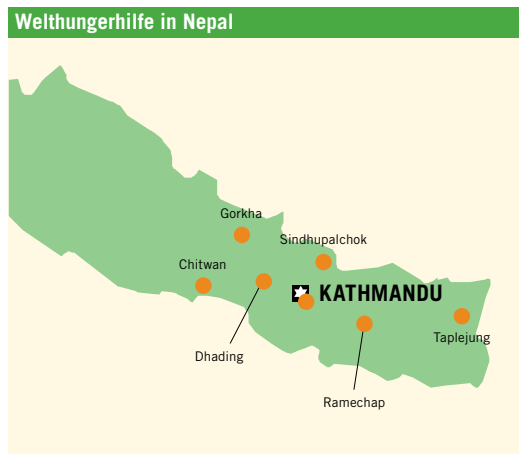 Welthungerhilfe in Nepal
Gorkha
Sindhupalchok
Chitwan
KATHMANDU
Taplejung
Dhading
Ramechap